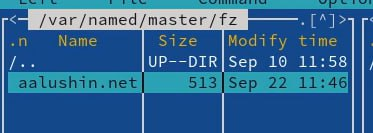 Left File Command Option
<─ /var/named/master/fz ─.[^]>
.n Name │ Size │ Modify time
/.. │UP--DIR│Sep 10 11:58
aalushin.net │ 513│Sep 22 11:46